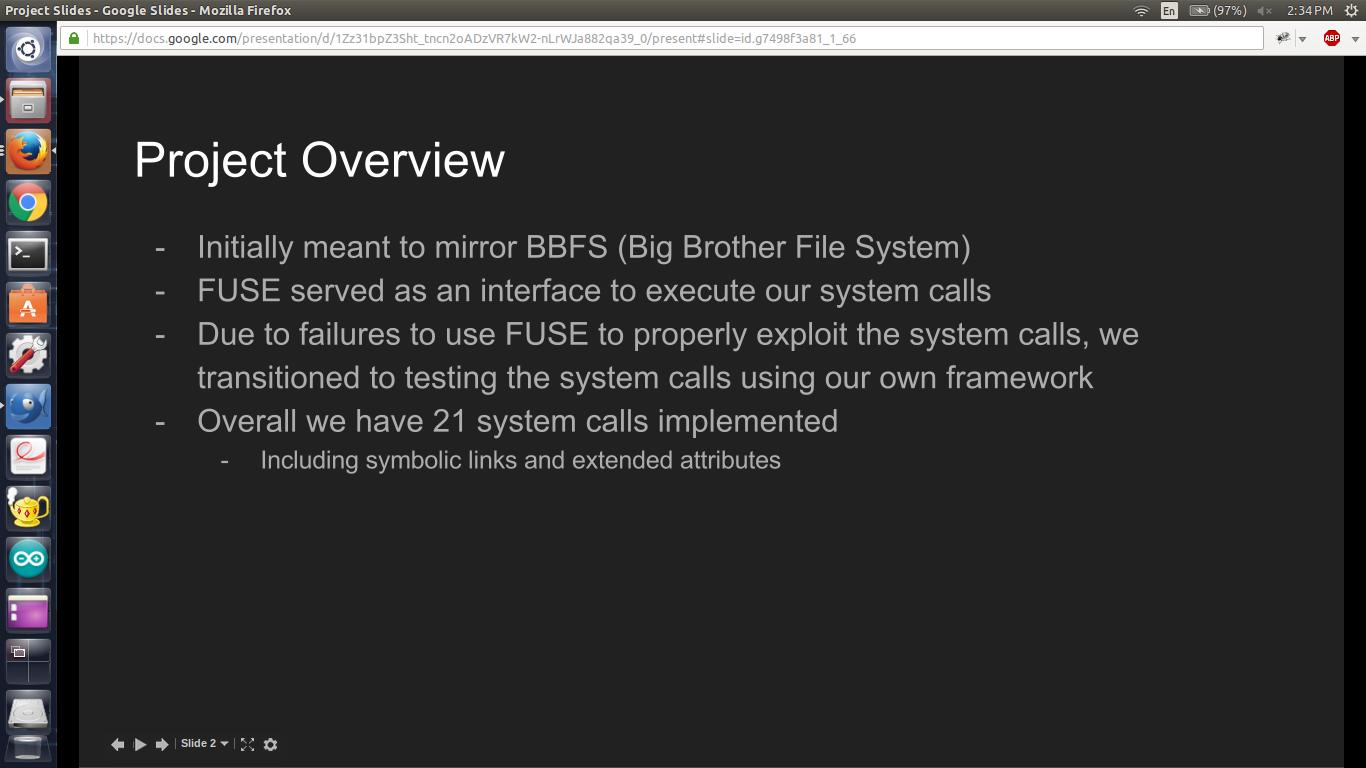 Project Slides - Google Slides - Mozilla Firefox
En
(97%)
2:34 PM
https://docs.google.com/presentation/d/1Zz31bpZ3Sht_tncn2oADzVR7kW2-nLrWJa882qa39_0/present#slide=id.g7498f3a81_1_66
ABP
Project Overview
- Initially meant to mirror BBFS (Big Brother File System)
- FUSE served as an interface to execute our system calls
- Due to failures to use FUSE to properly exploit the system calls, we
transitioned to testing the system calls using our own framework
- Overall we have 21 system calls implemented
- Including symbolic links and extended attributes
Slide 2